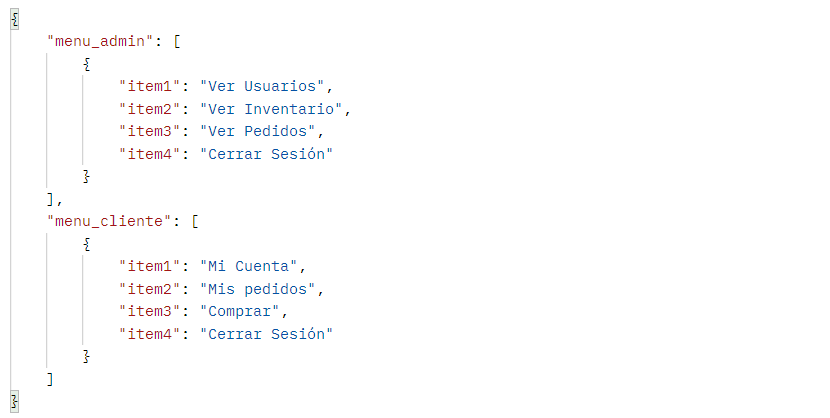 {
    "menu_admin": [
        {
            "item1": "Ver Usuarios",
            "item2": "Ver Inventario",
            "item3": "Ver Pedidos",
            "item4": "Cerrar Sesión"
        }
    ],
    "menu_cliente": [
        {
            "item1": "Mi Cuenta",
            "item2": "Mis pedidos",
            "item3": "Comprar",
            "item4": "Cerrar Sesión"
        }
    ]
}